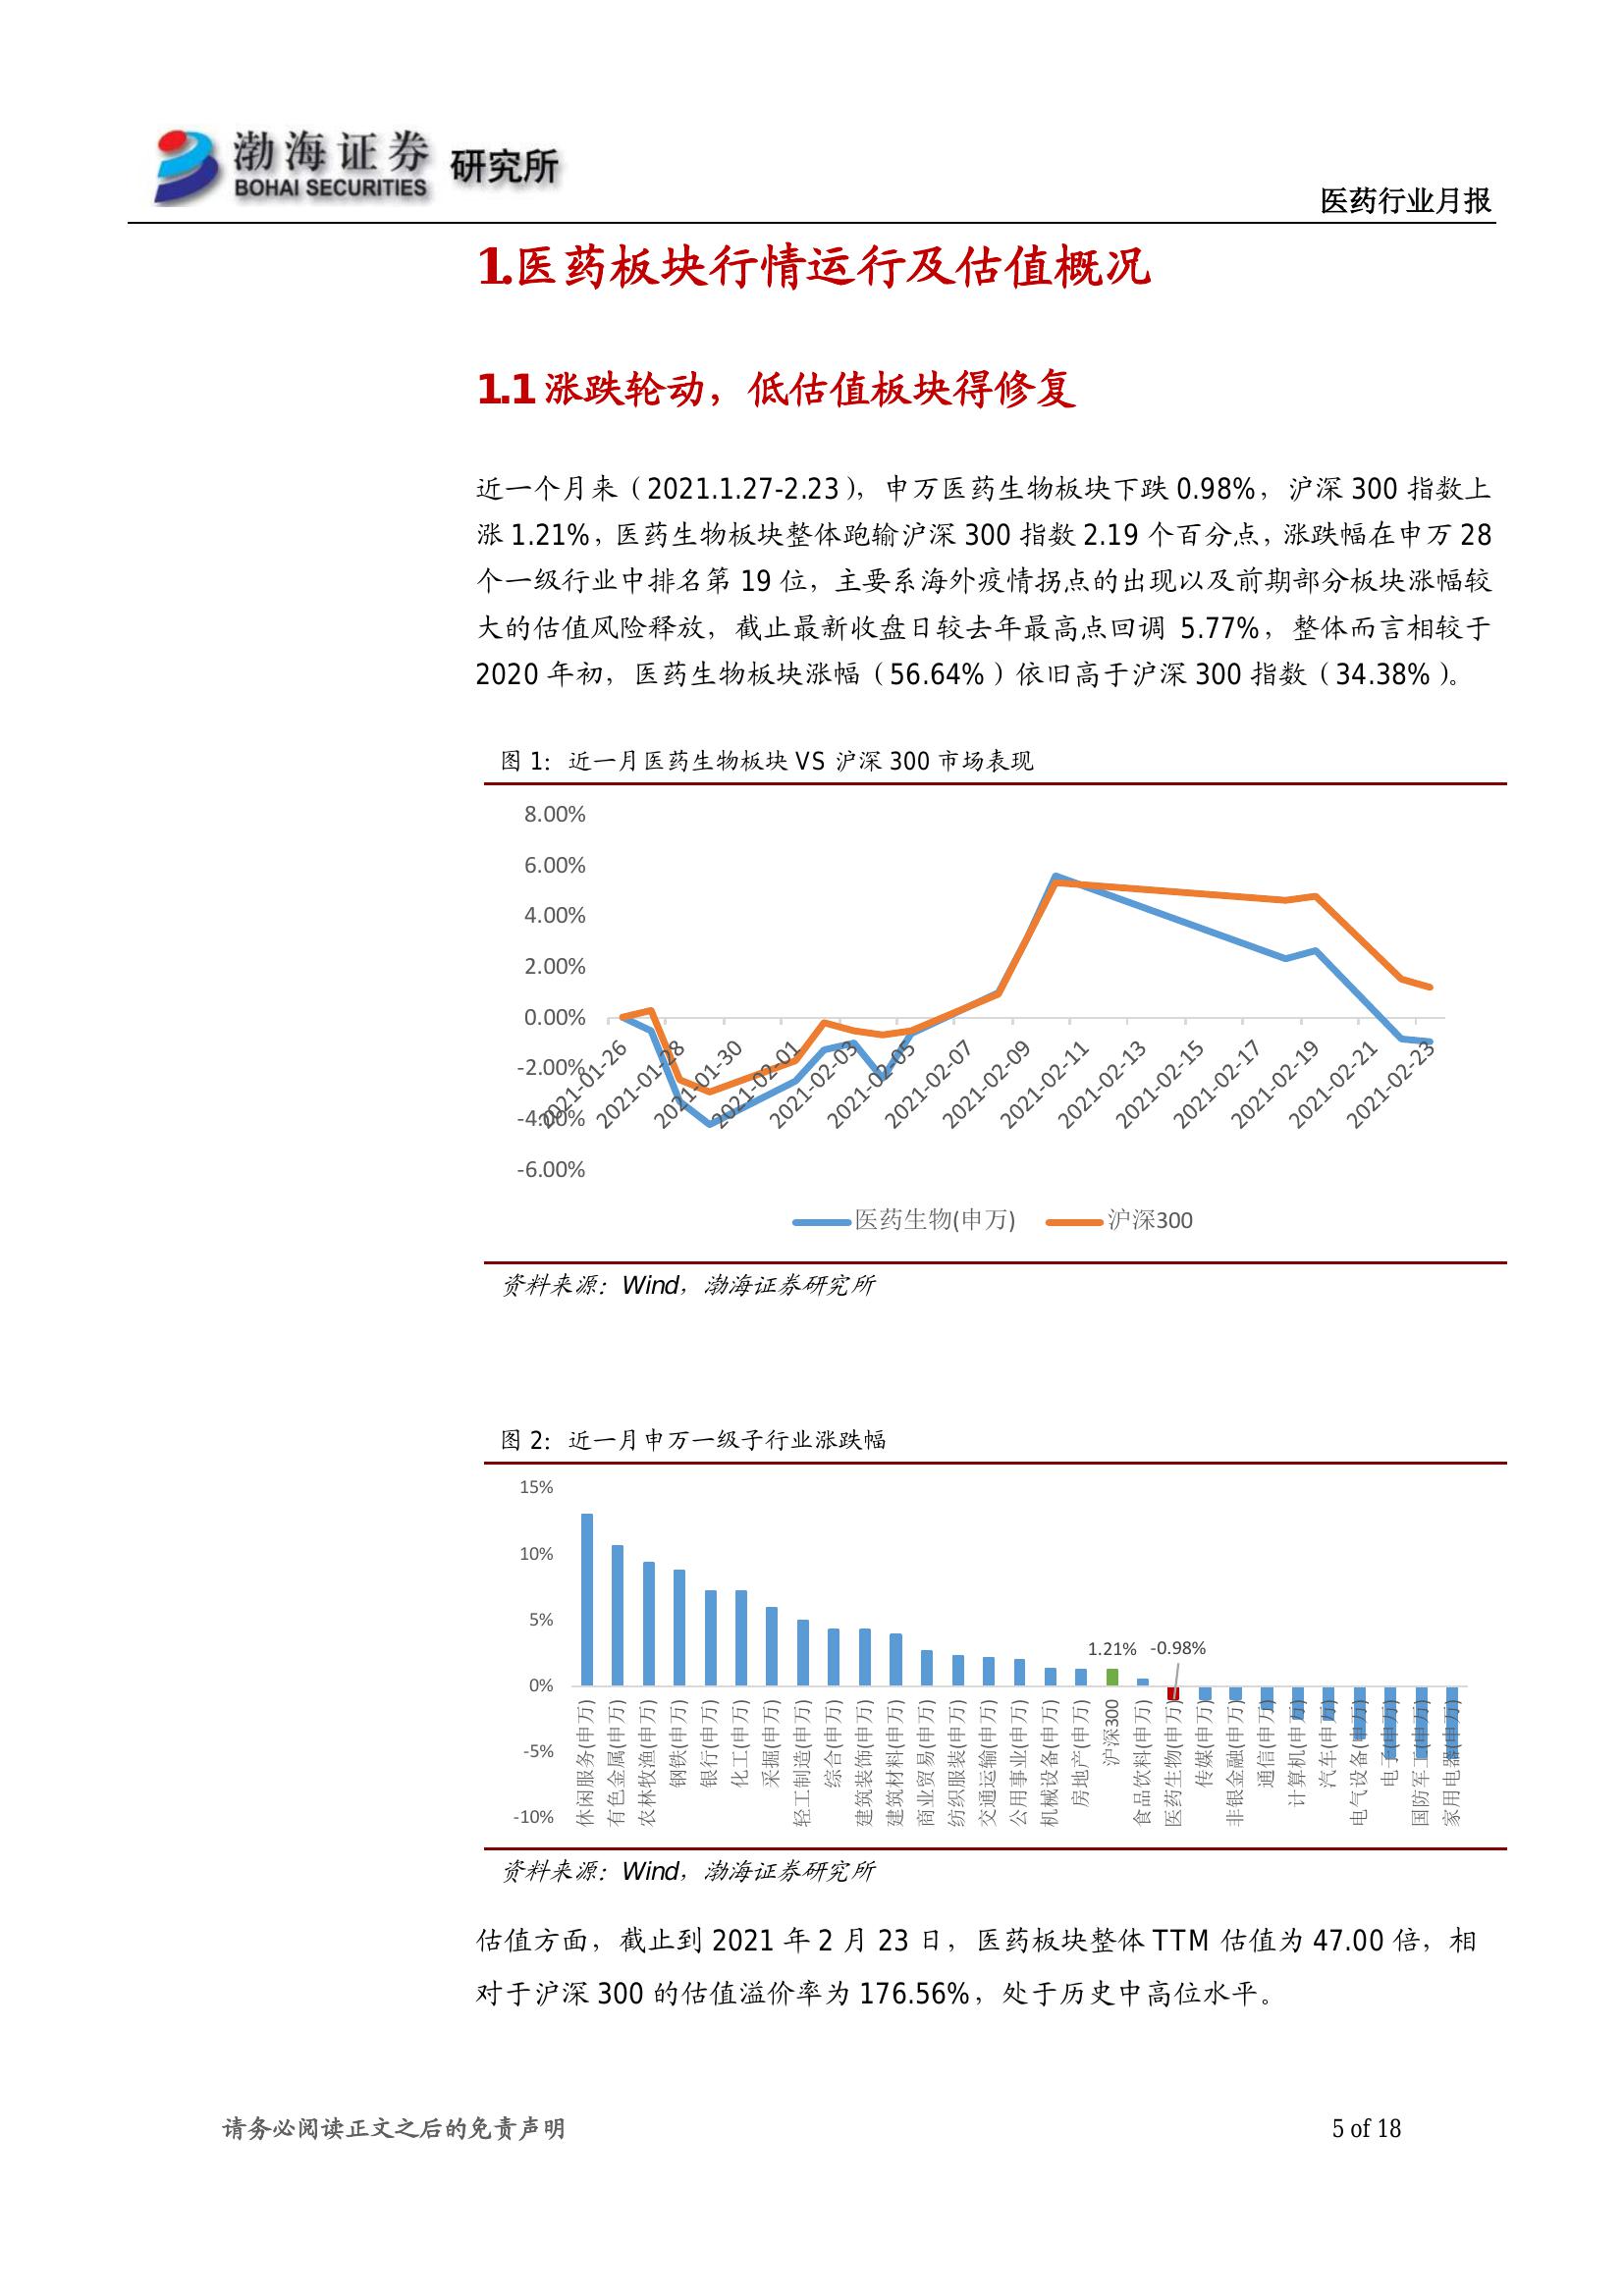 渤海证券 研究所
BOHAI SECURITIES
医药行业月报
1.医药板块行情运行及估值概况
1.1 涨跌轮动，低估值板块得修复
近一个月来（2021.1.27-2.23），申万医药生物板块下跌 0.98%，沪深 300 指数上
涨 1.21%，医药生物板块整体跑输沪深 300 指数 2.19 个百分点，涨跌幅在申万 28
个一级行业中排名第 19 位，主要系海外疫情拐点的出现以及前期部分板块涨幅较
大的估值风险释放，截止最新收盘日较去年最高点回调 5.77%，整体而言相较于
2020 年初，医药生物板块涨幅（56.64%）依旧高于沪深 300 指数（34.38%）。
图 1：近一月医药生物板块 VS 沪深 300 市场表现
8.00%
6.00%
4.00%
2.00%
0.00%
-2.00%
-4.00%
-6.00%
2021-01-26
2021-01-28
2021-01-30
2021-02-01
2021-02-03
2021-02-05
2021-02-07
2021-02-09
2021-02-11
2021-02-13
2021-02-15
2021-02-17
2021-02-19
2021-02-21
2021-02-23
医药生物(申万) 沪深300
资料来源：Wind，渤海证券研究所
图 2：近一月申万一级子行业涨跌幅
15%
10%
5%
0%
-5%
-10%
1.21% -0.98%
休闲服务(申万)
有色金属(申万)
农林牧渔(申万)
钢铁(申万)
银行(申万)
化工(申万)
采掘(申万)
轻工制造(申万)
综合(申万)
建筑装饰(申万)
建筑材料(申万)
商业贸易(申万)
纺织服装(申万)
交通运输(申万)
公用事业(申万)
机械设备(申万)
房地产(申万)
沪深300
食品饮料(申万)
医药生物(申万)
传媒(申万)
非银金融(申万)
通信(申万)
计算机(申万)
汽车(申万)
电气设备(申万)
电子(申万)
国防军工(申万)
家用电器(申万)
资料来源：Wind，渤海证券研究所
估值方面，截止到 2021 年 2 月 23 日，医药板块整体 TTM 估值为 47.00 倍，相
对于沪深 300 的估值溢价率为 176.56%，处于历史中高位水平。
请务必阅读正文之后的免责声明
5 of 18